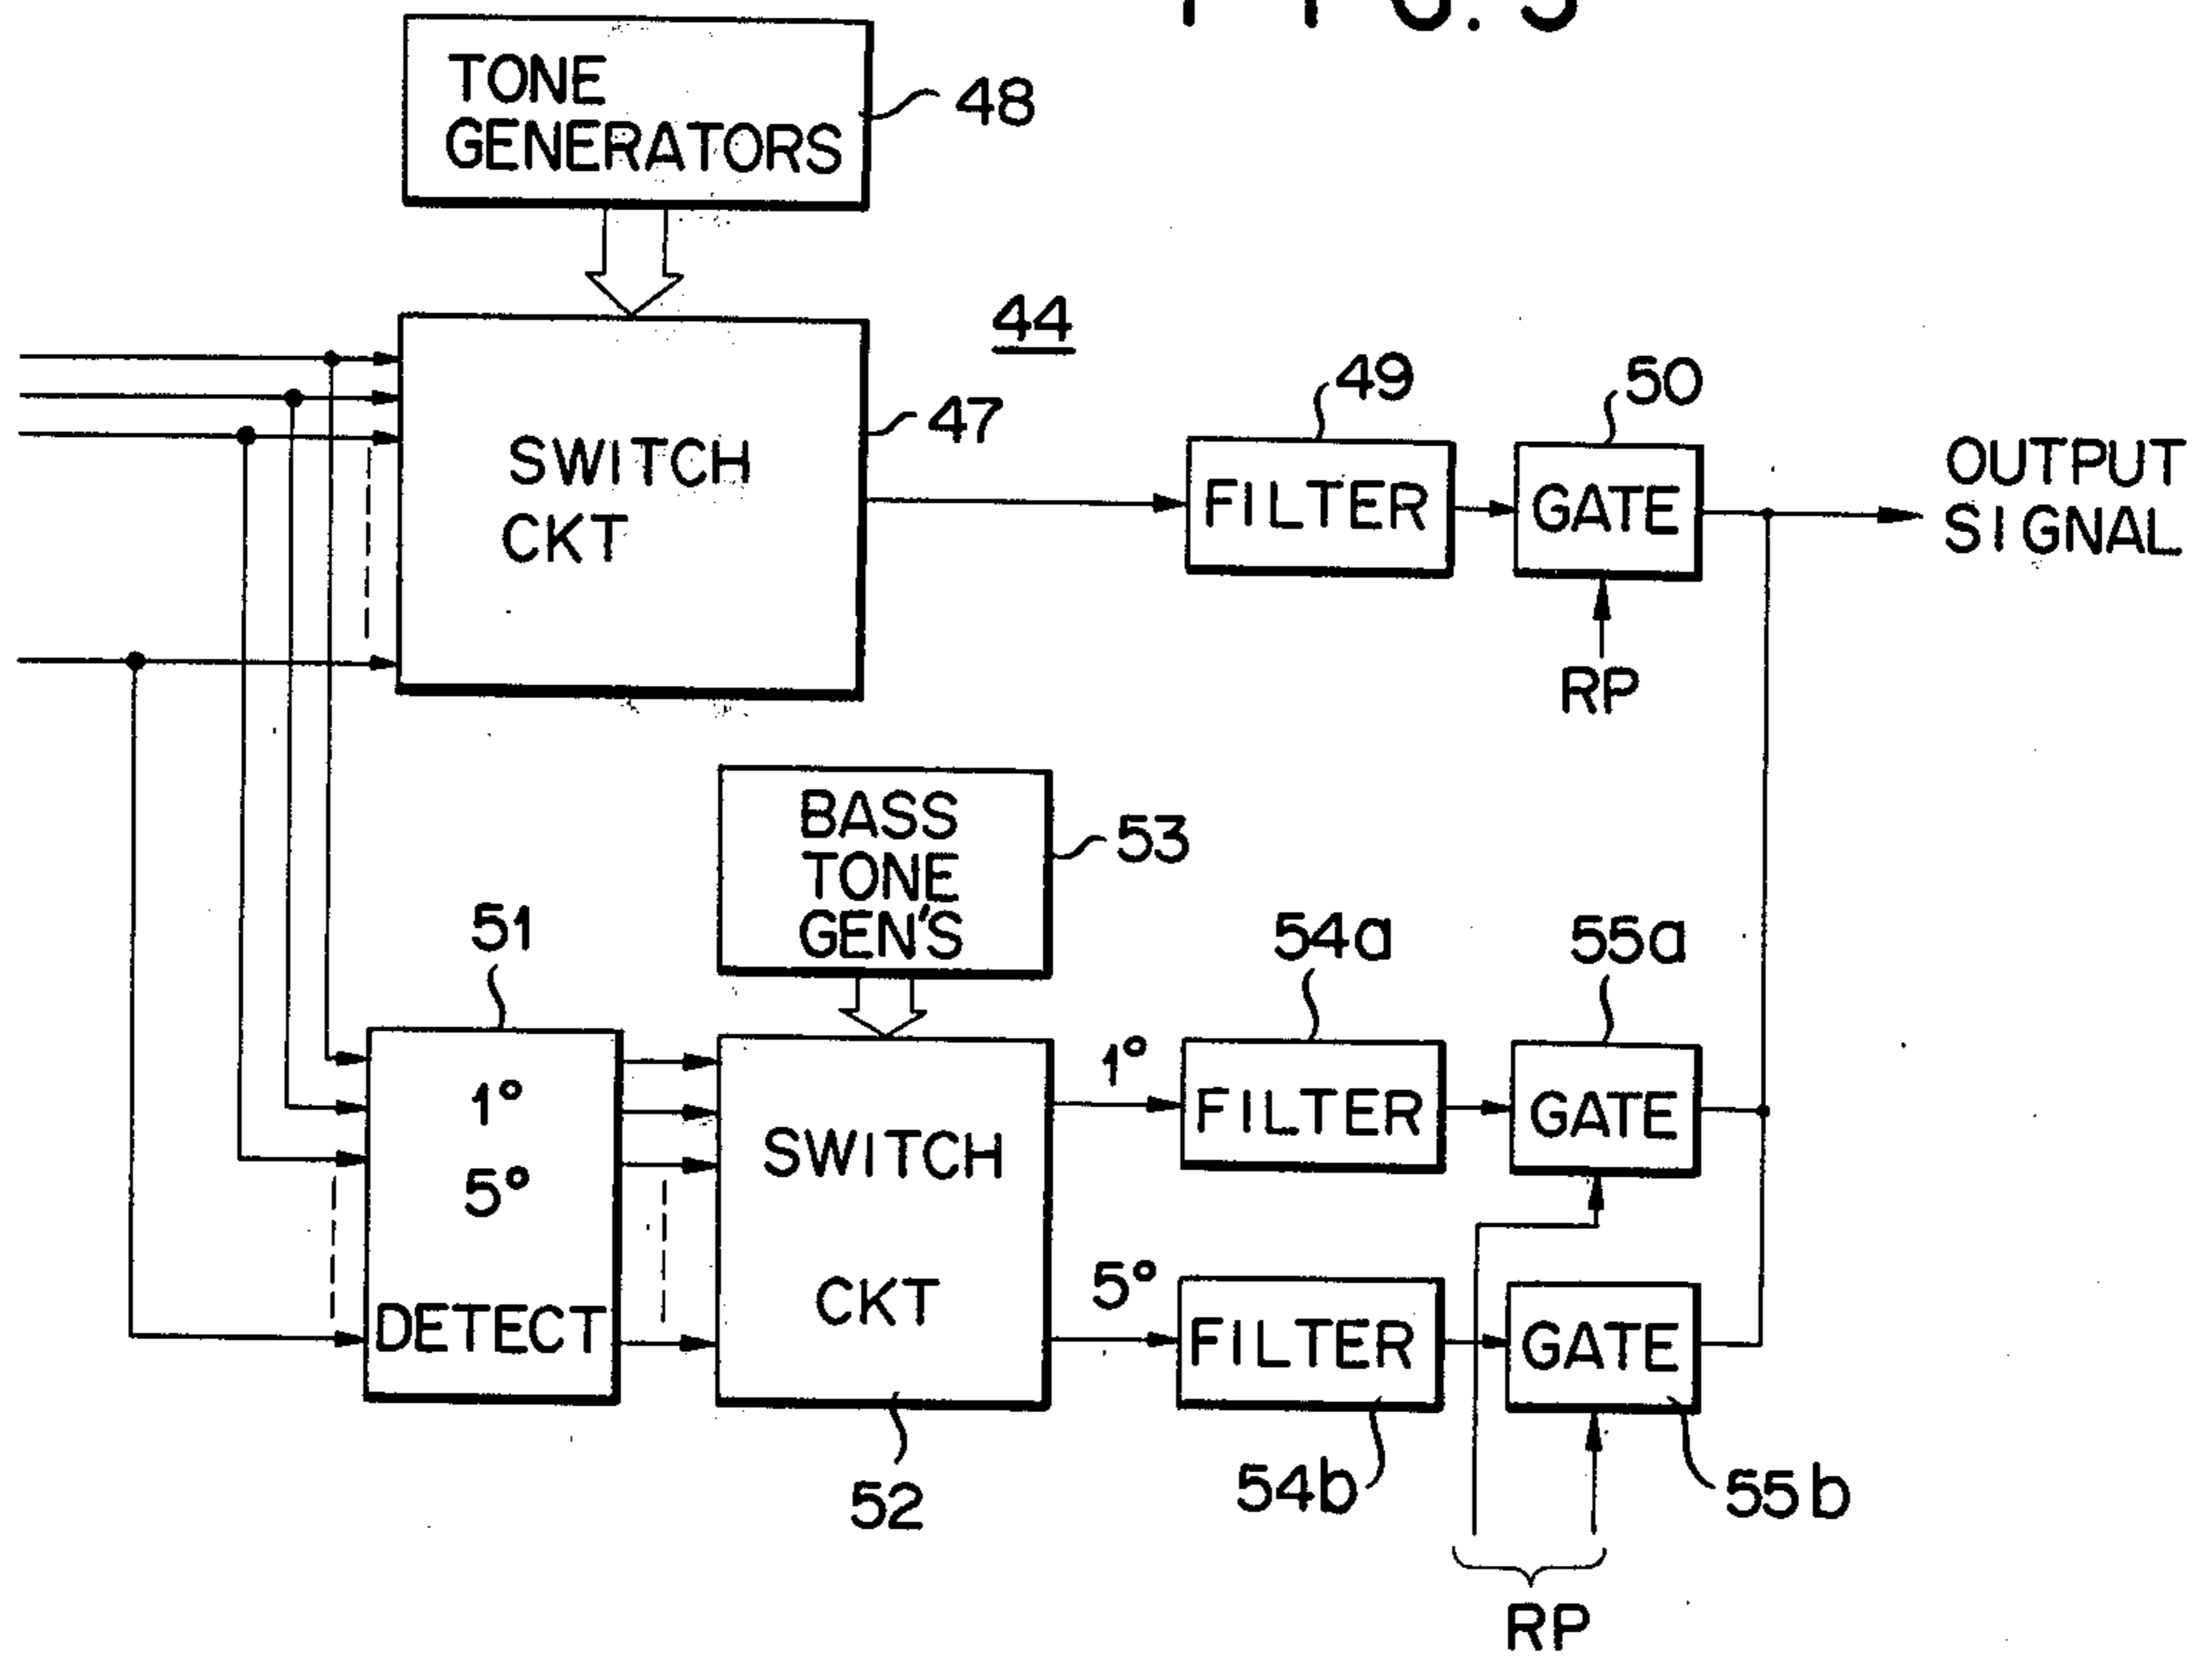 TONE
GENERATORS
48
44
47
SWITCH
CKT
49
FILTER
50
GATE
OUTPUT
SIGNAL
RP
BASS
TONE
GEN'S
53
51
1°
5°
DETECT
SWITCH
CKT
52
1°
54a
FILTER
55a
GATE
5°
FILTER
54b
GATE
55b
RP